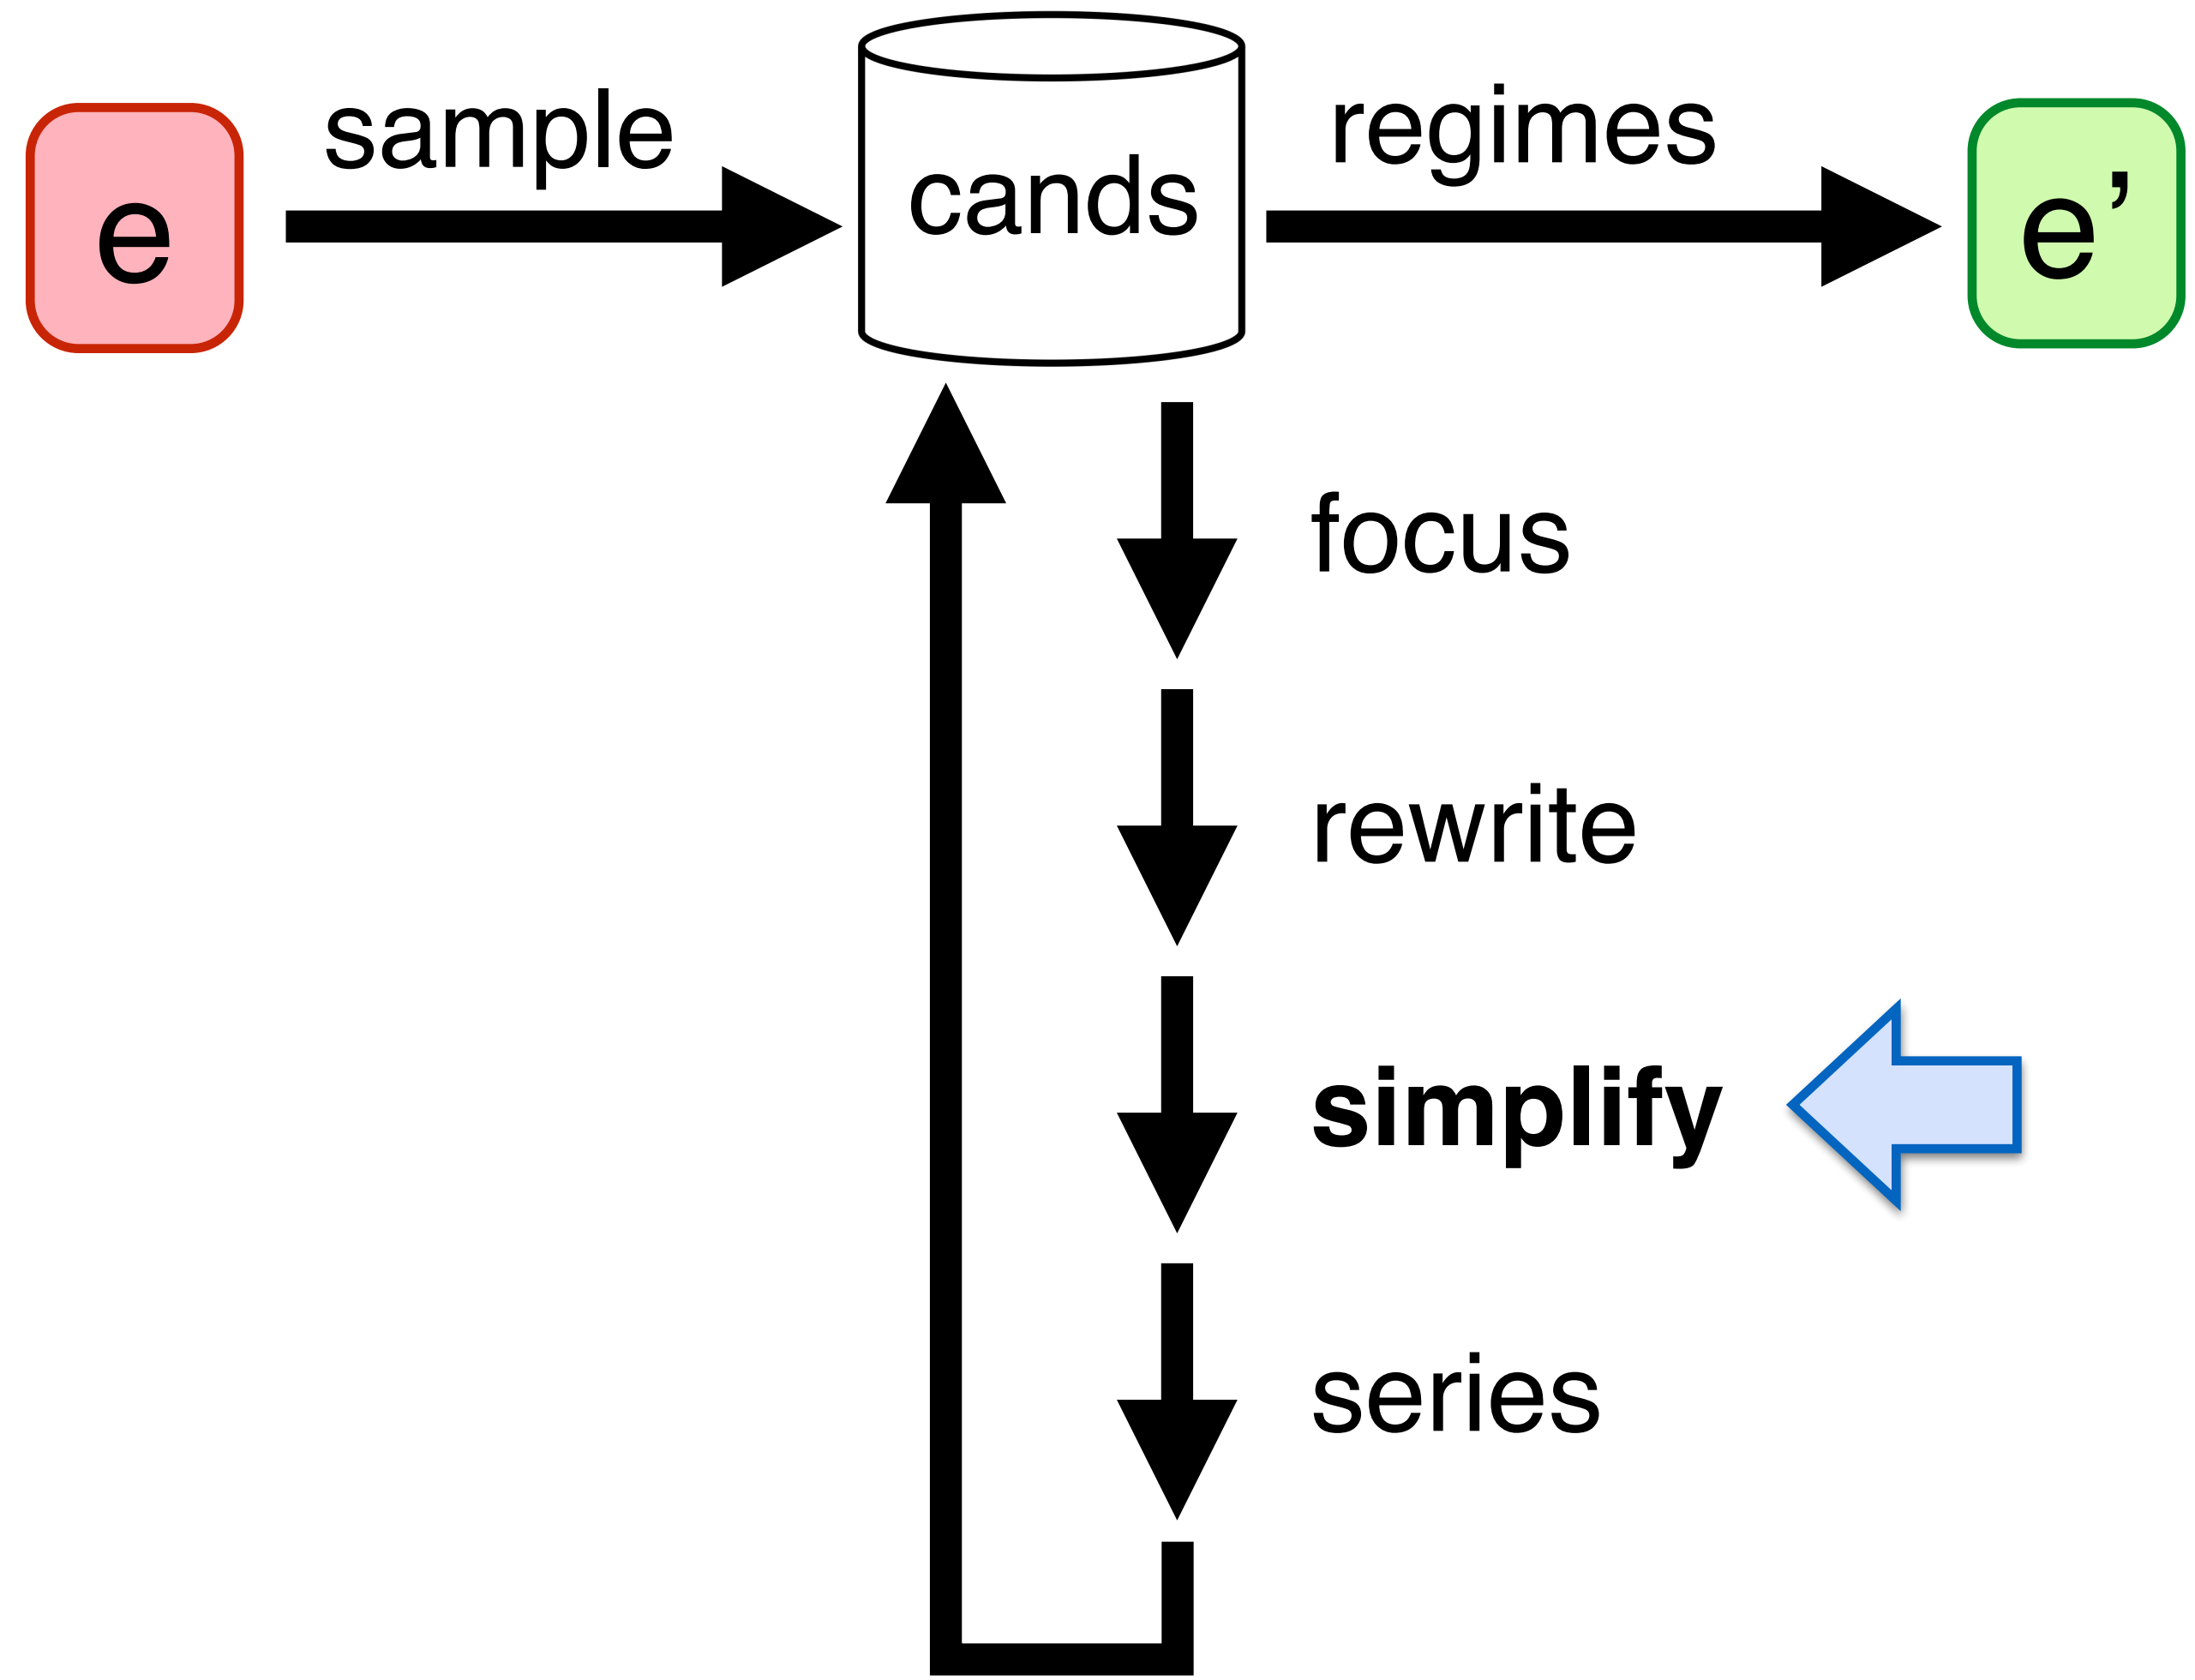 sample
regimes
e
cands
e’
focus
rewrite
simplify
series